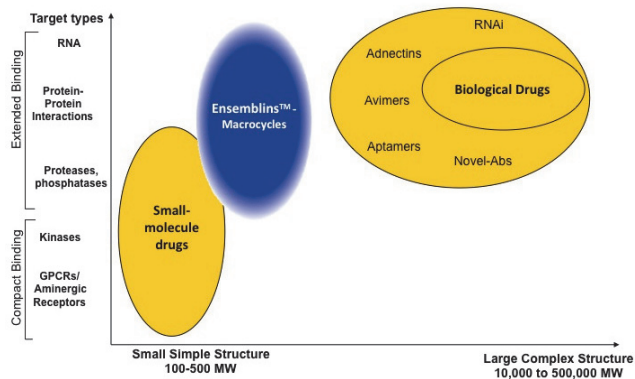 Target types
Extended Binding
RNA
Protein-
Protein
Interactions
Proteases,
phosphatases
Compact Binding
Kinases
GPCRs/
Aminergic
Receptors
Small-
molecule
drugs
Ensemblins™-
Macrocycles
RNAi
Adnectins
Biological Drugs
Avimers
Aptamers
Novel-Abs
Small Simple Structure
100-500 MW
Large Complex Structure
10,000 to 500,000 MW